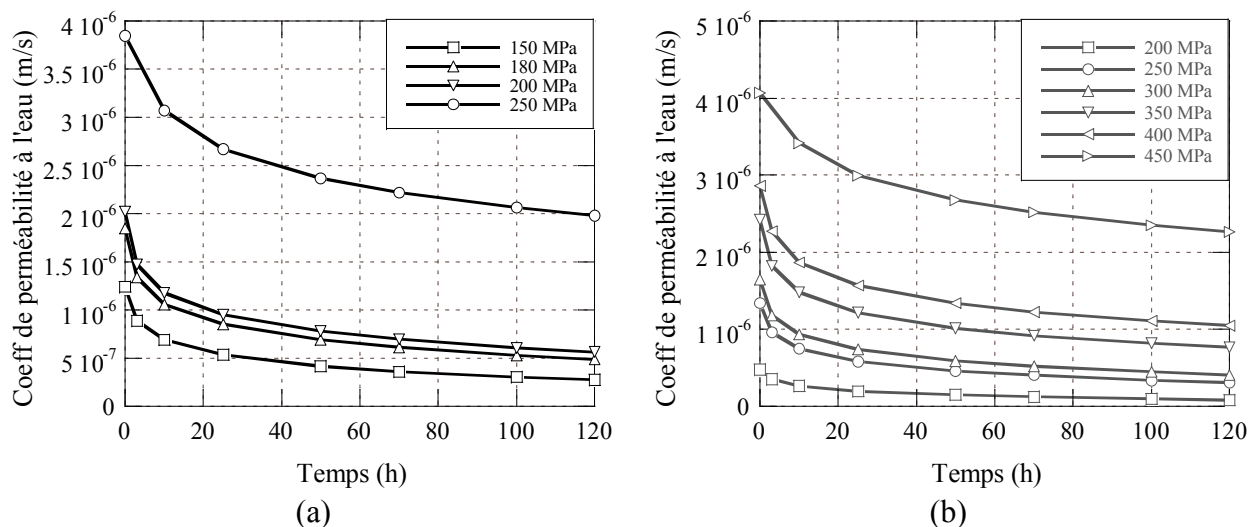 Coeff de perméabilité à l'eau (m/s)
4 10-6
3,5 10-6
3 10-6
2,5 10-6
2 10-6
1,5 10-6
1 10-6
5 10-7
0
0 20 40 60 80 100 120
Temps (h)
150 MPa
180 MPa
200 MPa
250 MPa
(a)
Coeff de perméabilité à l'eau (m/s)
5 10-6
4 10-6
3 10-6
2 10-6
1 10-6
0
0 20 40 60 80 100 120
Temps (h)
200 MPa
250 MPa
300 MPa
350 MPa
400 MPa
450 MPa
(b)